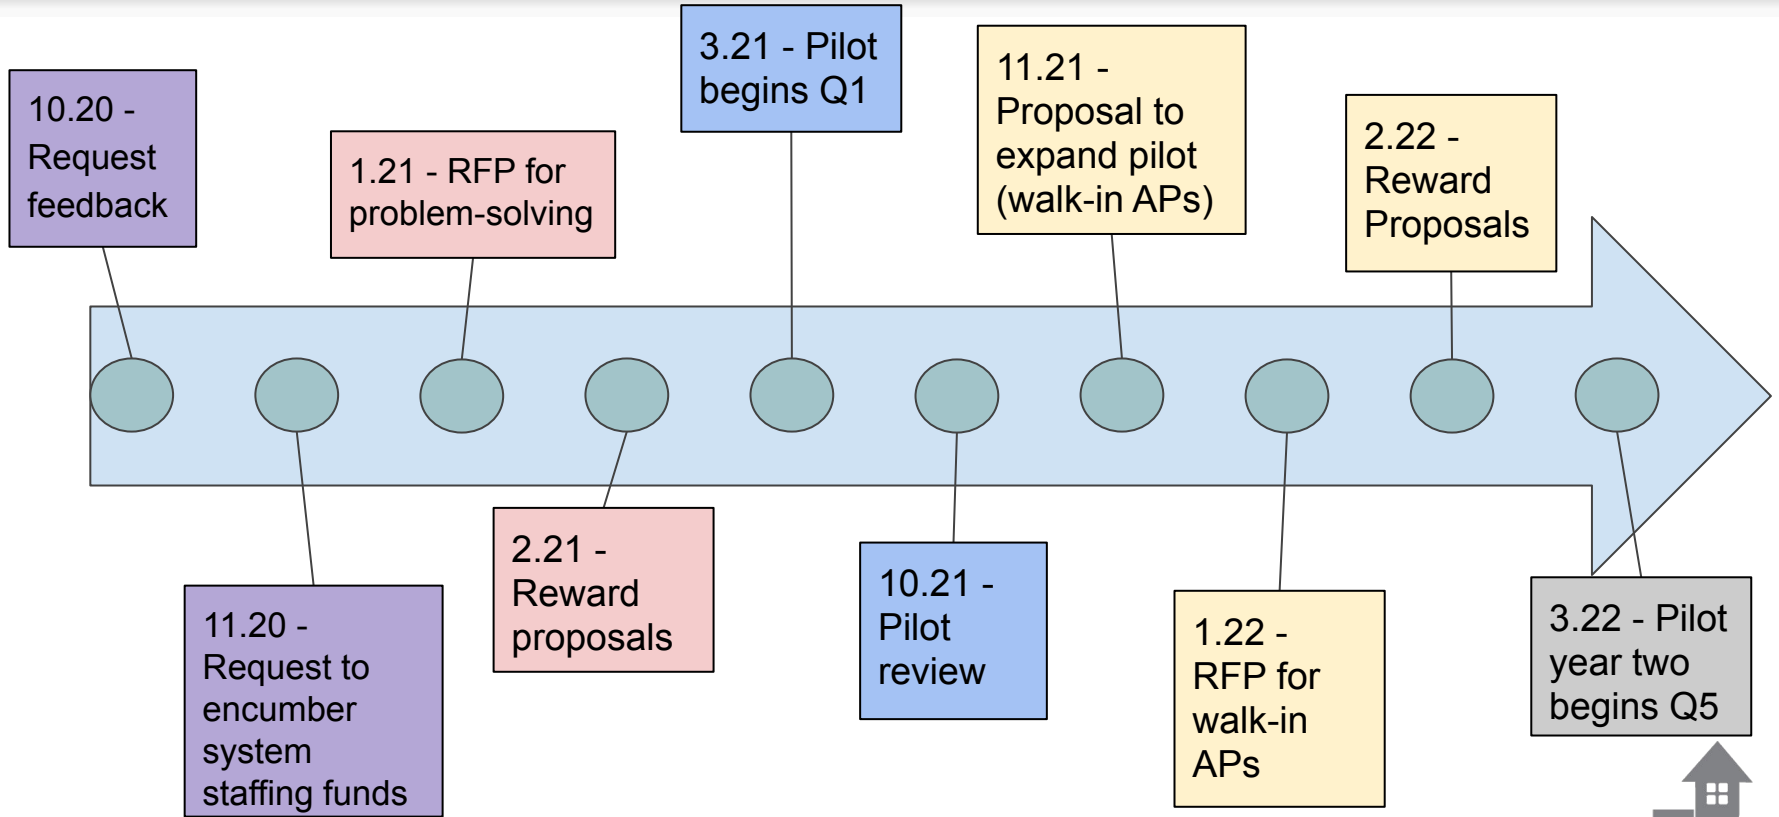 10.20 -
Request
feedback
11.20 -
Request to
encumber
system
staffing funds
1.21 - RFP for
problem-solving
2.21 -
Reward
proposals
3.21 - Pilot
begins Q1
10.21 -
Pilot
review
11.21 -
Proposal to
expand pilot
(walk-in APs)
1.22 -
RFP for
walk-in
APs
2.22 -
Reward
Proposals
3.22 - Pilot
year two
begins Q5